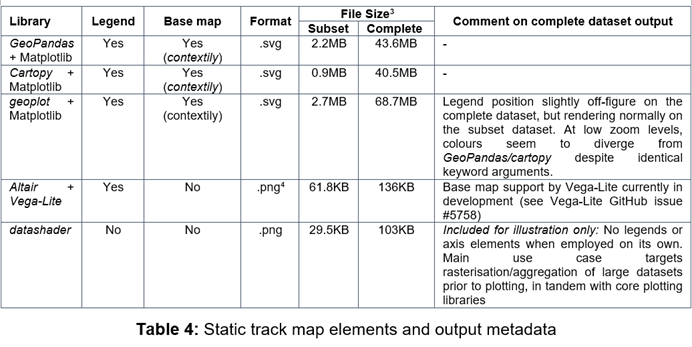 Library Legend Base map Format File Size³ Comment on complete dataset output
Subset Complete
GeoPandas Yes Yes .svg 2.2MB 43.6MB -
+ Matplotlib (contextily)
Cartopy + Yes Yes .svg 0.9MB 40.5MB -
Matplotlib (contextily)
geoplot + Yes Yes .svg 2.7MB 68.7MB Legend position slightly off-figure on the
Matplotlib (contextily) complete dataset, but rendering normally on
the subset dataset. At low zoom levels,
colours seem to diverge from
GeoPandas/cartopy despite identical
keyword arguments.
Altair + Yes No .png⁴ 61.8KB 136KB Base map support by Vega-Lite currently in
Vega-Lite development (see Vega-Lite GitHub issue
#5758)
datashader No No .png 29.5KB 103KB Included for illustration only: No legends or
axis elements when employed on its own.
Main use case targets
rasterisation/aggregation of large datasets
prior to plotting, in tandem with core plotting
libraries
Table 4: Static track map elements and output metadata